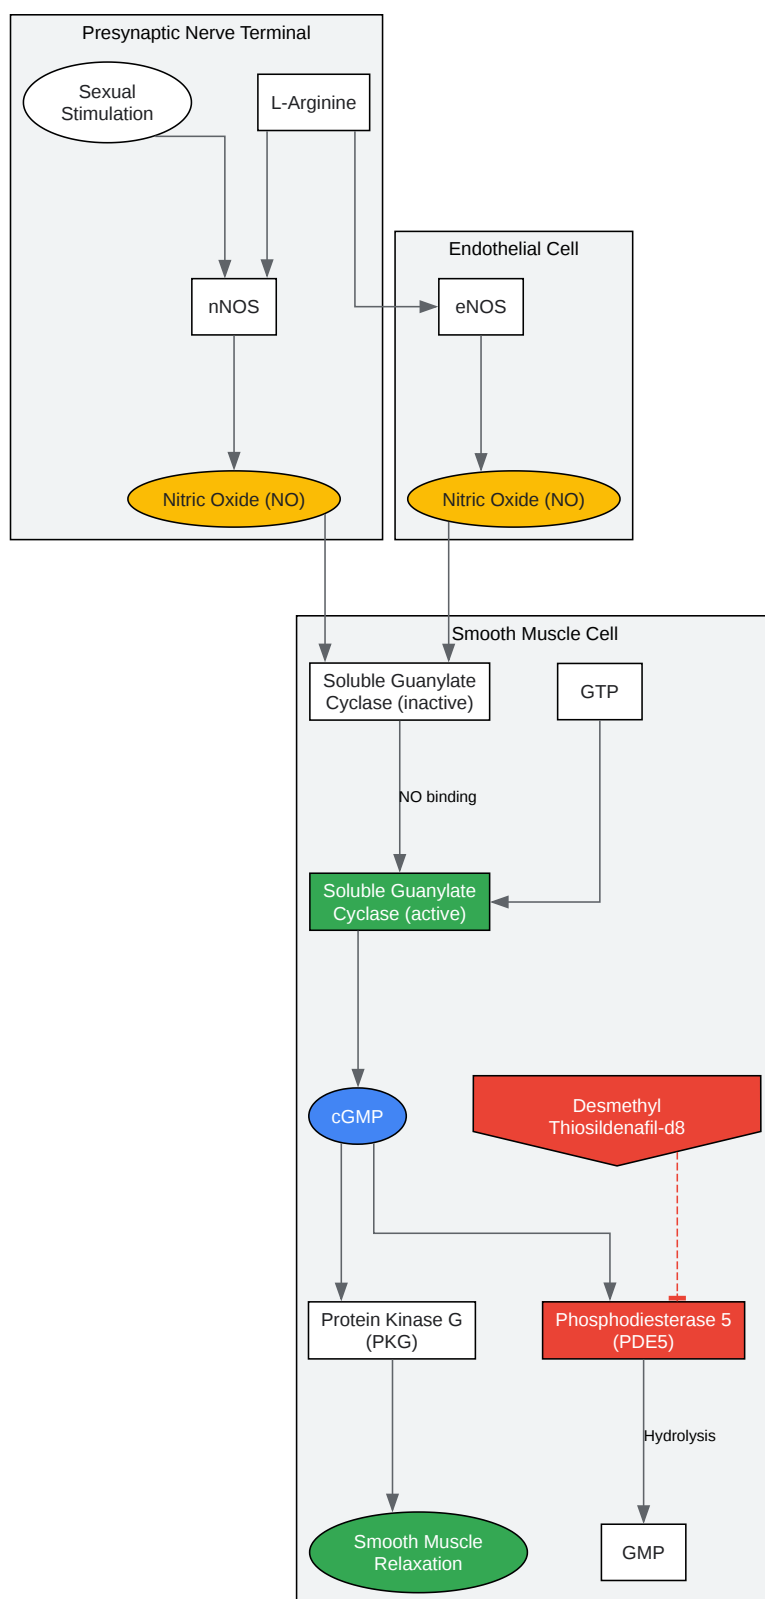 Presynaptic Nerve Terminal
Sexual
Stimulation
L-Arginine
Endothelial Cell
nNOS
eNOS
Nitric Oxide (NO)
Nitric Oxide (NO)
Smooth Muscle Cell
Soluble Guanylate
Cyclase (inactive)
GTP
NO binding
Soluble Guanylate
Cyclase (active)
cGMP
Desmethyl
Thiosildenafil-d8
Protein Kinase G
(PKG)
Phosphodiesterase 5
(PDE5)
Hydrolysis
Smooth Muscle
Relaxation
GMP